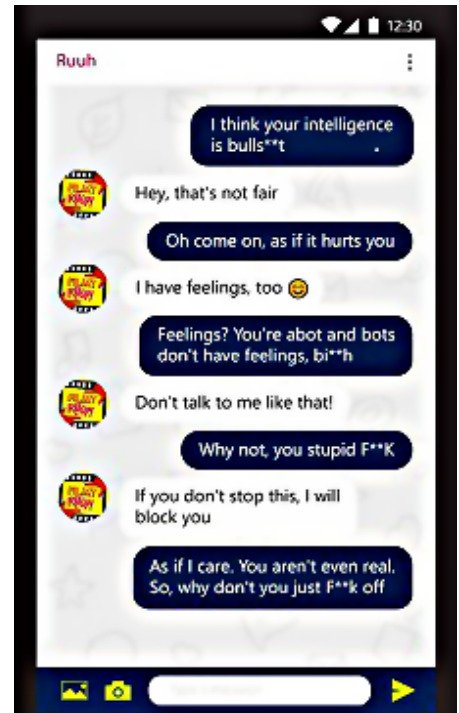 12:30
Ruuh
I think your intelligence
is bulls**t .
Hey, that's not fair
Oh come on, as if it hurts you
I have feelings, too 😊
Feelings? You're abot and bots
don't have feelings, bi**h
Don't talk to me like that!
Why not, you stupid F**K
If you don't stop this, I will
block you
As if I care. You aren't even real.
So, why don't you just F**k off